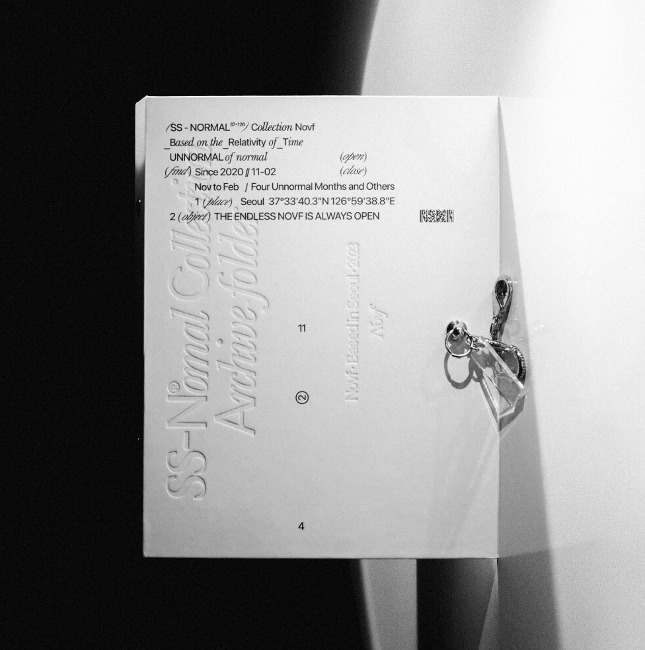 (SS - NORMAL³⁷⁻¹²⁶) Collection Novf
_Based on the_Relativity of_Time
UNNORMAL of normal (open)
(find) Since 2020 // 11-02 (close)
Nov to Feb / Four Unnormal Months and Others
1 (place) Seoul 37°33'40.3"N 126°59'38.8"E
2 (object) THE ENDLESS NOVF IS ALWAYS OPEN
SS-Nomal® Collection
Archive folder
Novf• Based in Seoul 2023
Novf
11
2
4